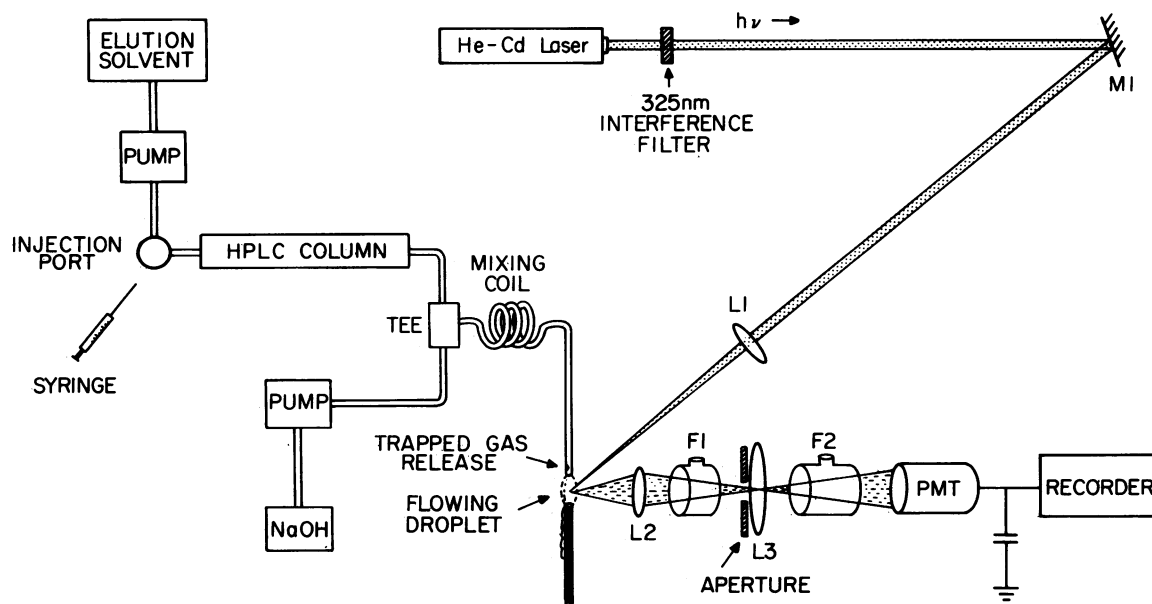 ELUTION
SOLVENT
He-Cd Laser
hν →
M1
325nm
INTERFERENCE
FILTER
PUMP
INJECTION
PORT
HPLC COLUMN
MIXING
COIL
L1
TEE
SYRINGE
PUMP
TRAPPED GAS
RELEASE
FLOWING
DROPLET
NaOH
F1
F2
PMT
RECORDER
L2
L3
APERTURE